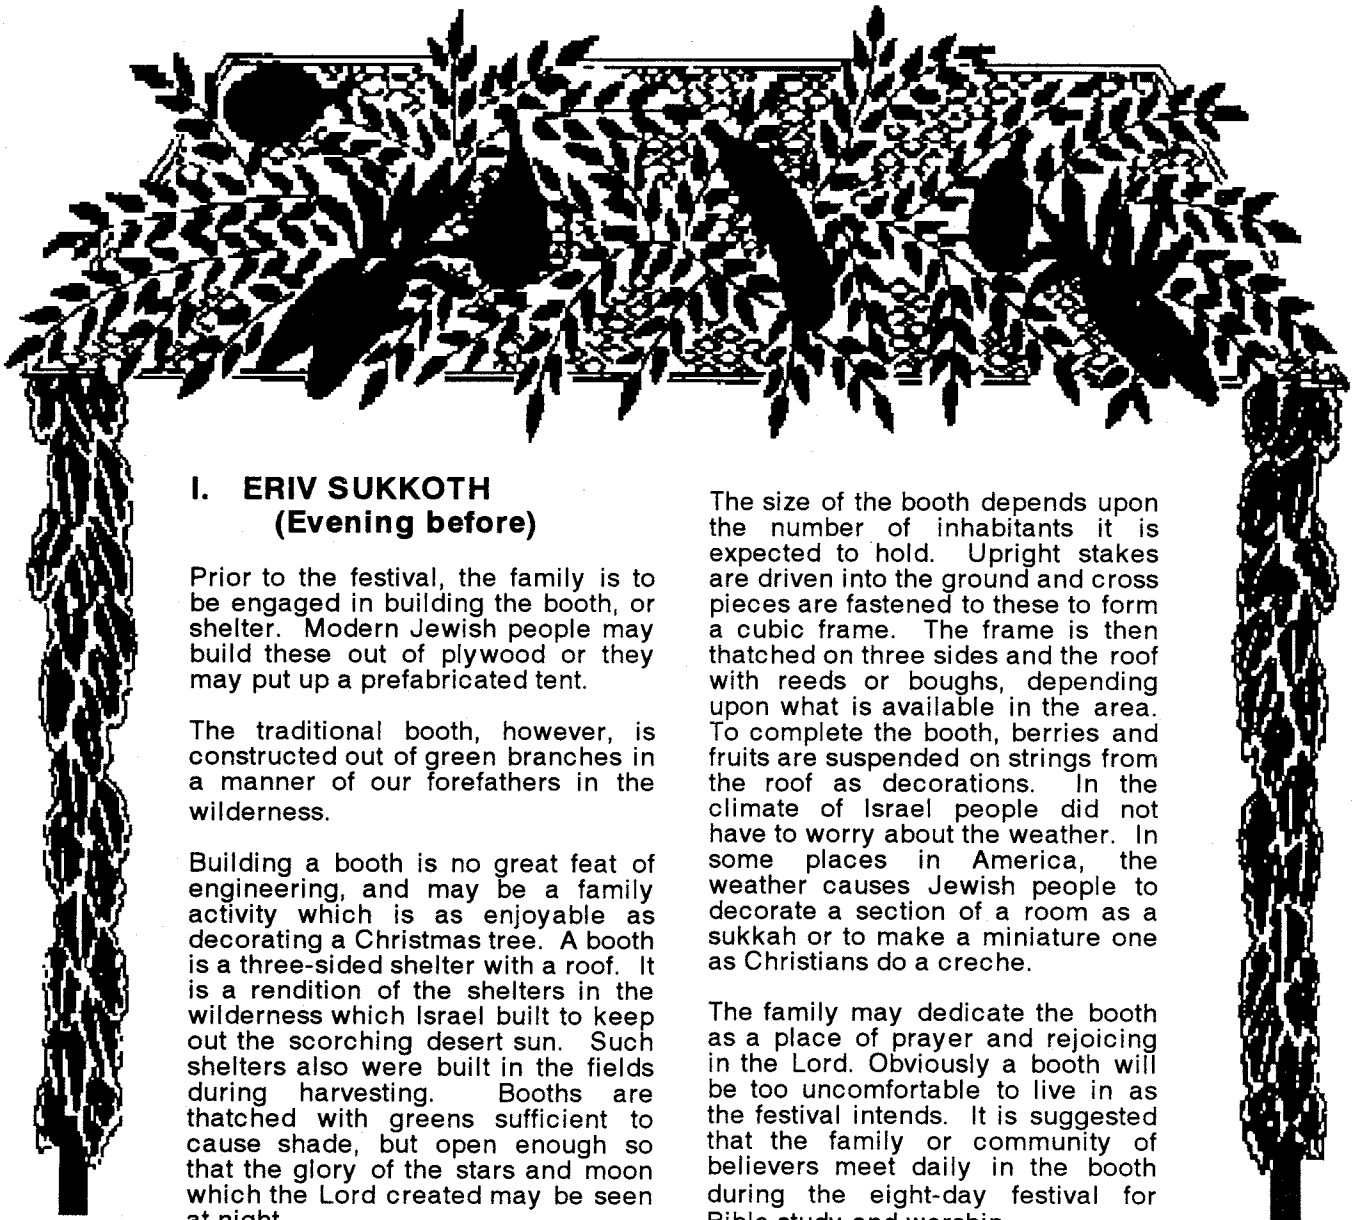 I. ERIV SUKKOTH
(Evening before)
Prior to the festival, the family is to
be engaged in building the booth, or
shelter. Modern Jewish people may
build these out of plywood or they
may put up a prefabricated tent.
The traditional booth, however, is
constructed out of green branches in
a manner of our forefathers in the
wilderness.
Building a booth is no great feat of
engineering, and may be a family
activity which is as enjoyable as
decorating a Christmas tree. A booth
is a three-sided shelter with a roof. It
is a rendition of the shelters in the
wilderness which Israel built to keep
out the scorching desert sun. Such
shelters also were built in the fields
during harvesting. Booths are
thatched with greens sufficient to
cause shade, but open enough so
that the glory of the stars and moon
which the Lord created may be seen
at night.
The size of the booth depends upon
the number of inhabitants it is
expected to hold. Upright stakes
are driven into the ground and cross
pieces are fastened to these to form
a cubic frame. The frame is then
thatched on three sides and the roof
with reeds or boughs, depending
upon what is available in the area.
To complete the booth, berries and
fruits are suspended on strings from
the roof as decorations. In the
climate of Israel people did not
have to worry about the weather. In
some places in America, the
weather causes Jewish people to
decorate a section of a room as a
sukkah or to make a miniature one
as Christians do a creche.
The family may dedicate the booth
as a place of prayer and rejoicing
in the Lord. Obviously a booth will
be too uncomfortable to live in as
the festival intends. It is suggested
that the family or community of
believers meet daily in the booth
during the eight-day festival for
Bible study and worship.